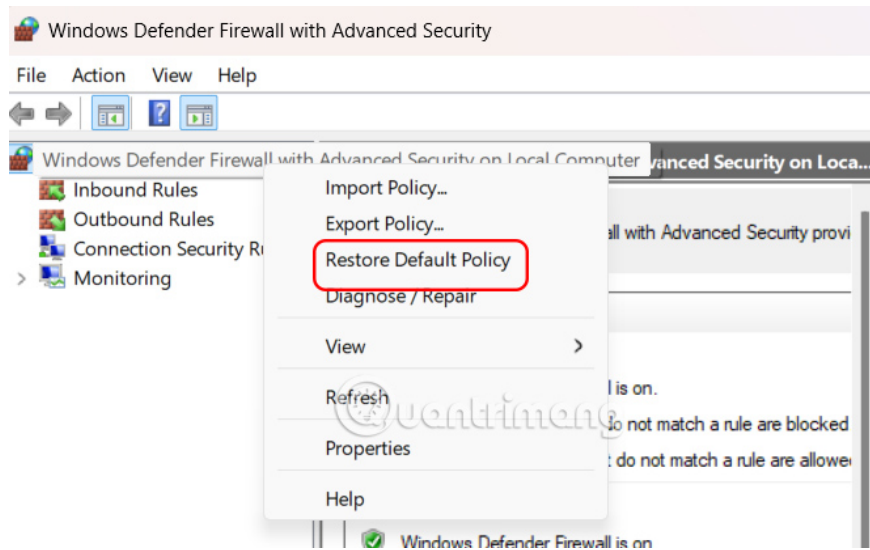 Windows Defender Firewall with Advanced Security
File Action View Help
Windows Defender Firewall with Advanced Security on Local Computer
vanced Security on Loca...
Inbound Rules
Outbound Rules
Connection Security Ru
Monitoring
Import Policy...
Export Policy...
Restore Default Policy
Diagnose / Repair
View
Refresh
Properties
Help
all with Advanced Security provi
l is on.
do not match a rule are blocked
t do not match a rule are allowe
Windows Defender Firewall is on
Quantrimang